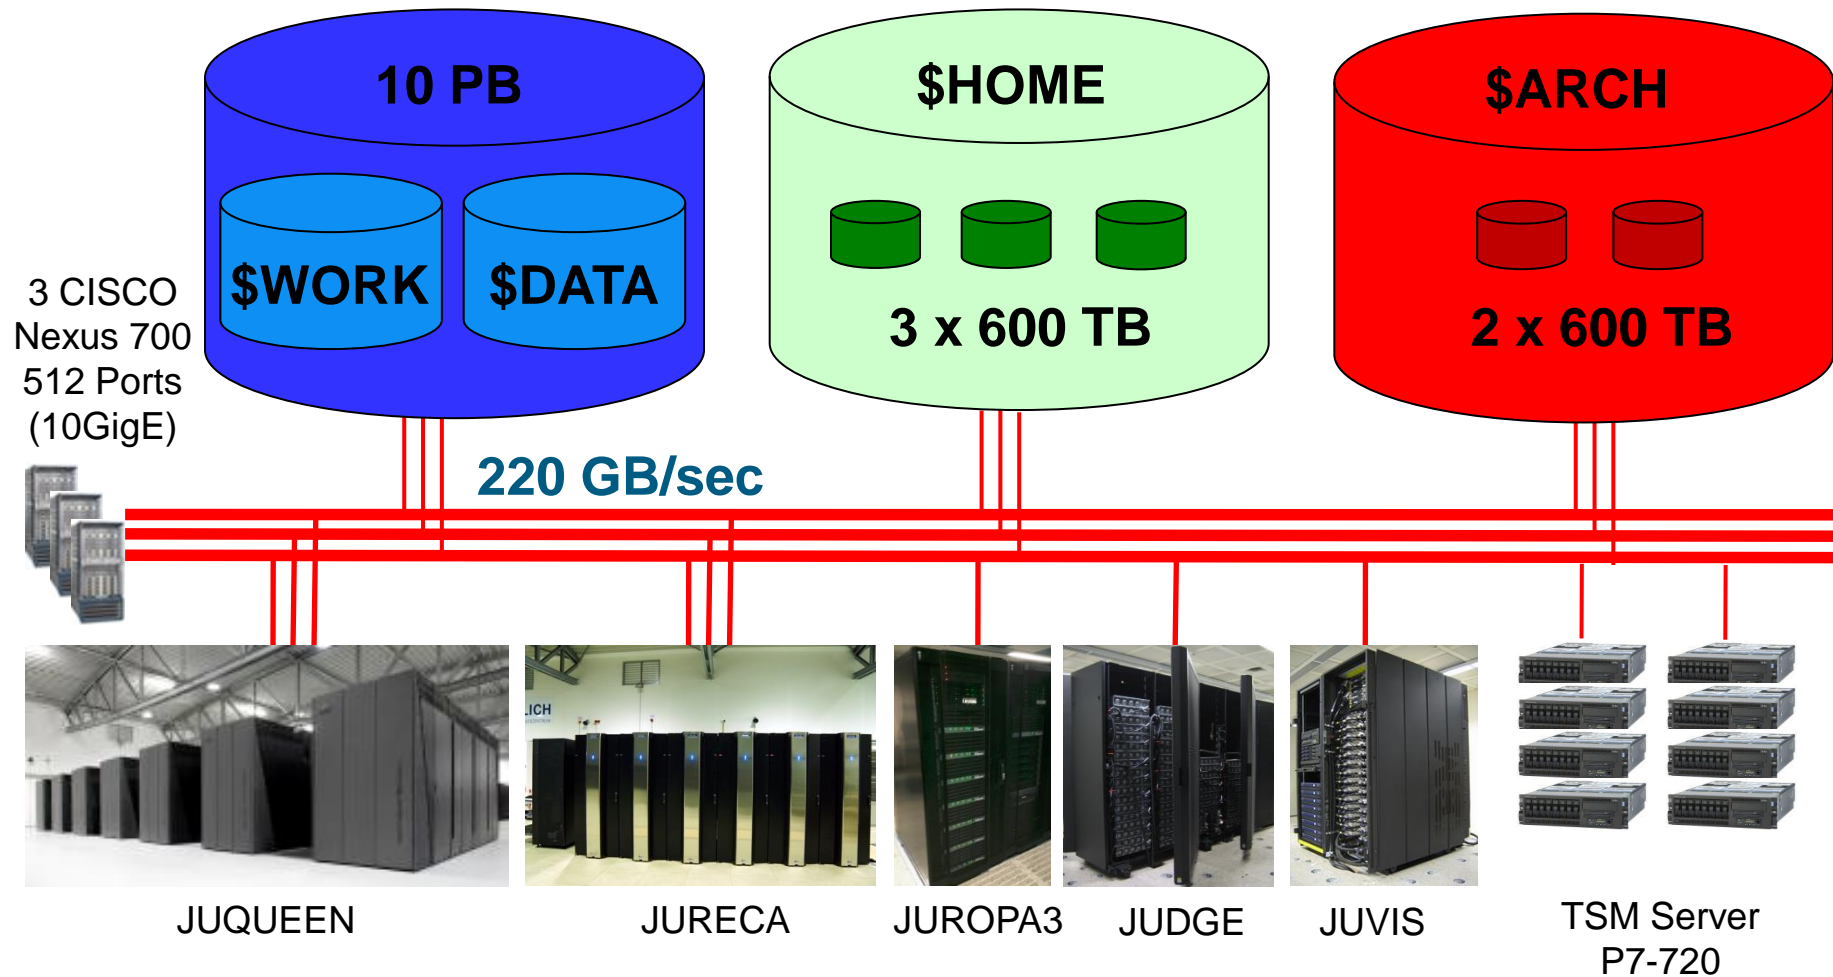 10 PB
$HOME
$ARCH
$WORK
$DATA
3 x 600 TB
2 x 600 TB
3 CISCO
Nexus 700
512 Ports
(10GigE)
220 GB/sec
LICH
JUQUEEN
JURECA
JUROPA3
JUDGE
JUVIS
TSM Server
P7-720